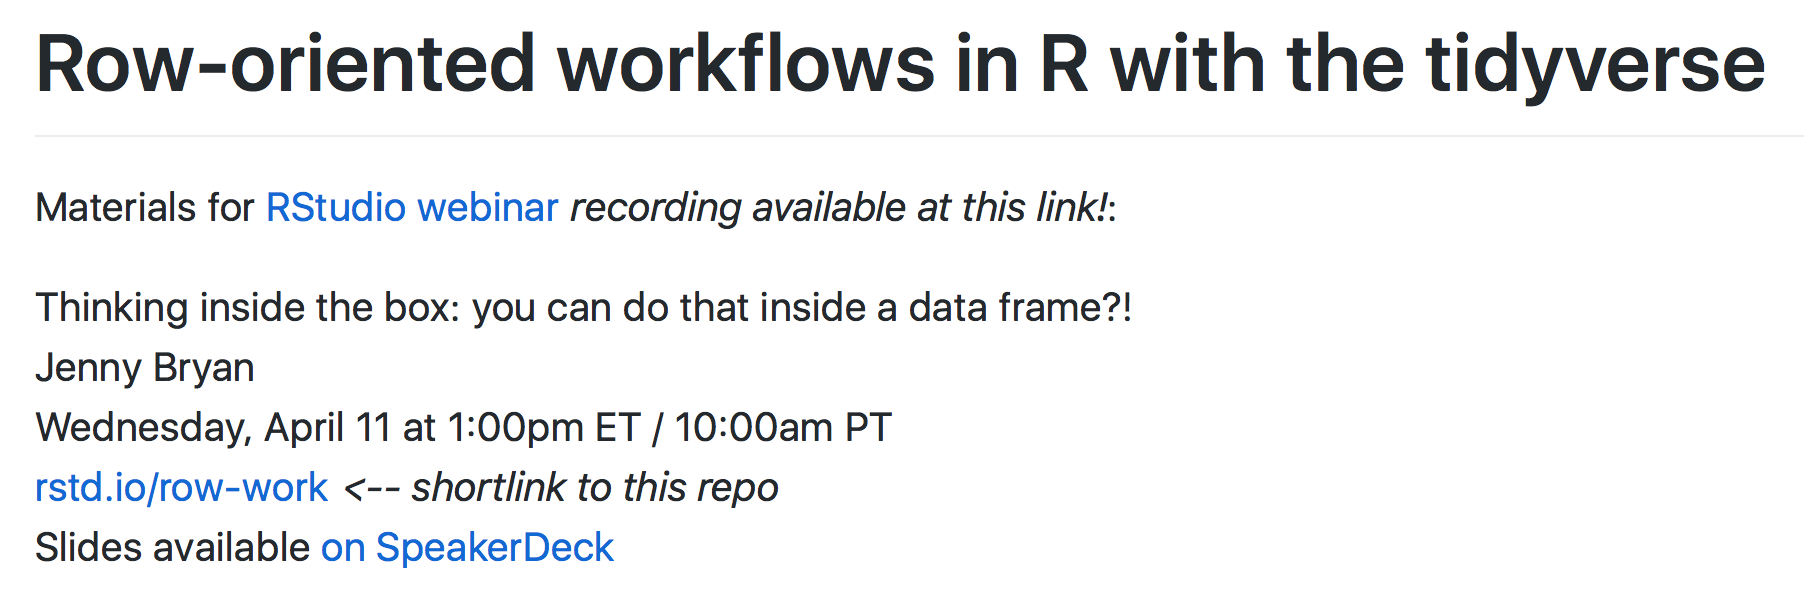 Row-oriented workflows in R with the tidyverse
Materials for RStudio webinar recording available at this link!:
Thinking inside the box: you can do that inside a data frame?!
Jenny Bryan
Wednesday, April 11 at 1:00pm ET / 10:00am PT
rstd.io/row-work <-- shortlink to this repo
Slides available on SpeakerDeck